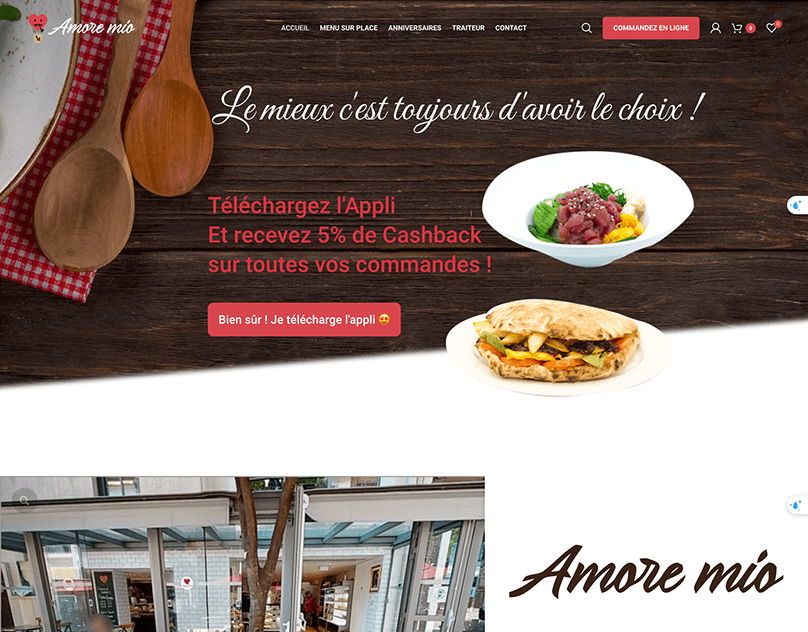 Amore mio
ACCUEIL MENU SUR PLACE ANNIVERSAIRES TRAITEUR CONTACT
COMMANDEZ EN LIGNE
0
0
Le mieux c'est toujours d'avoir le choix !
Téléchargez l'Appli
Et recevez 5% de Cashback
sur toutes vos commandes !
Bien sûr ! Je télécharge l'appli 😍
Amore mio